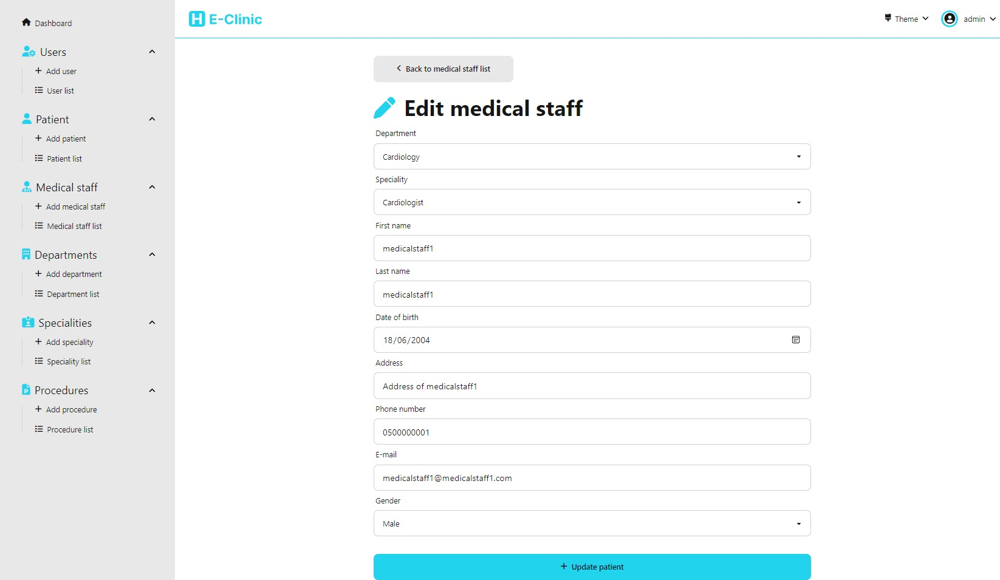 Dashboard
Users
Add user
User list
Patient
Add patient
Patient list
Medical staff
Add medical staff
Medical staff list
Departments
Add department
Department list
Specialities
Add speciality
Speciality list
Procedures
Add procedure
Procedure list
H E-Clinic
Theme
admin
Back to medical staff list
Edit medical staff
Department
Cardiology
Speciality
Cardiologist
First name
medicalstaff1
Last name
medicalstaff1
Date of birth
18/06/2004
Address
Address of medicalstaff1
Phone number
0500000001
E-mail
medicalstaff1@medicalstaff1.com
Gender
Male
+ Update patient